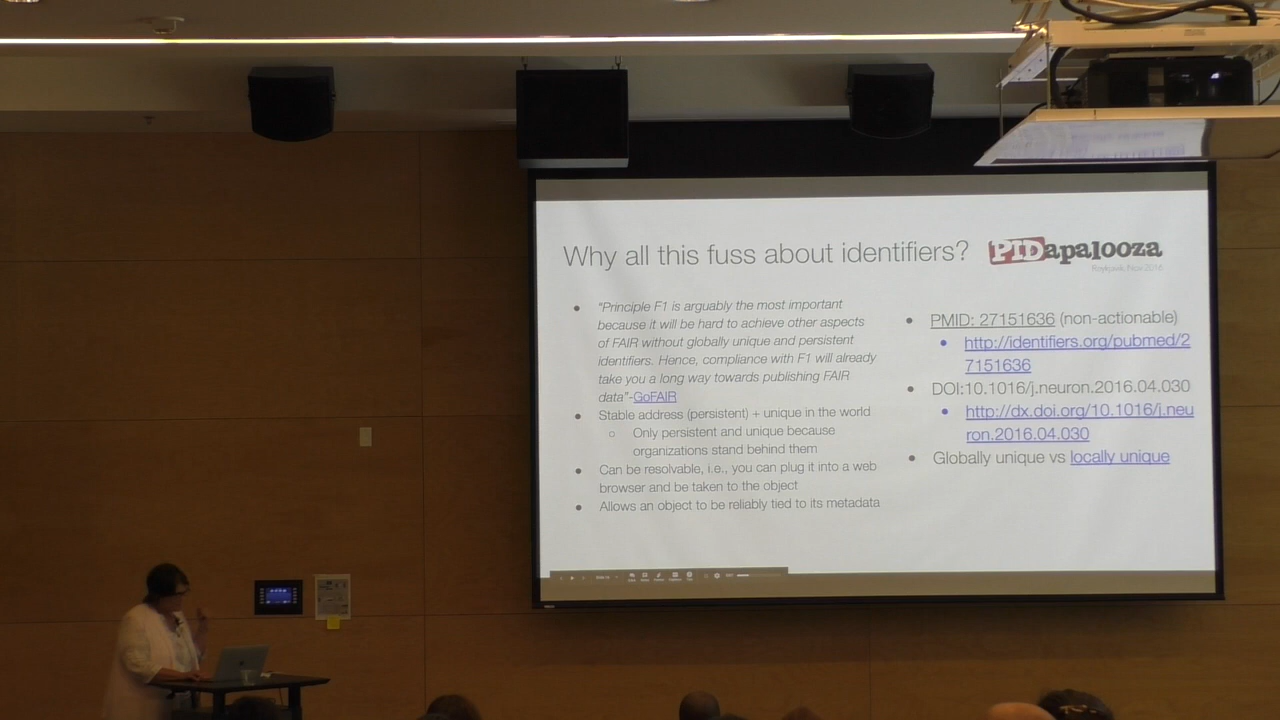 Why all this fuss about identifiers?
PIDapalooza
Reykjavik, Nov 2016
• "Principle F1 is arguably the most important
because it will be hard to achieve other aspects
of FAIR without globally unique and persistent
identifiers. Hence, compliance with F1 will already
take you a long way towards publishing FAIR
data"-GoFAIR
• Stable address (persistent) + unique in the world
○ Only persistent and unique because
organizations stand behind them
• Can be resolvable, i.e., you can plug it into a web
browser and be taken to the object
• Allows an object to be reliably tied to its metadata
• PMID: 27151636 (non-actionable)
• http://identifiers.org/pubmed/2
7151636
• DOI:10.1016/j.neuron.2016.04.030
• http://dx.doi.org/10.1016/j.neu
ron.2016.04.030
• Globally unique vs locally unique